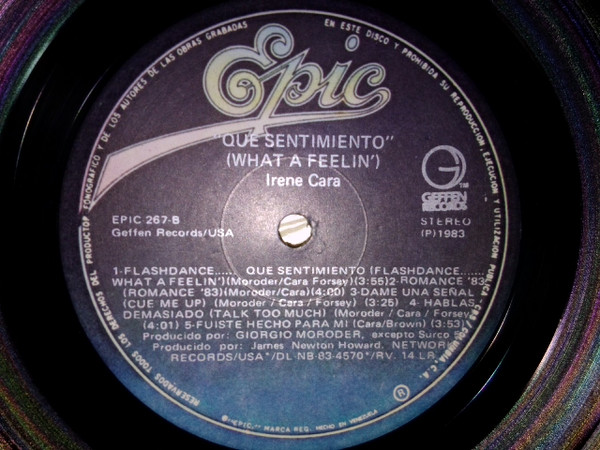 Epic
"QUE SENTIMIENTO"
(WHAT A FEELIN')
Irene Cara
G
GEFFEN
RECORDS
EPIC 267-B
Geffen Records/USA
STEREO
(P)1983
1-FLASHDANCE...... QUE SENTIMIENTO (FLASHDANCE......
WHAT A FEELIN')(Moroder/Cara Forsey)(3:55)2-ROMANCE '83
(ROMANCE '83)(Moroder/Cara)(4:00) 3-DAME UNA SEÑAL
(CUE ME UP) (Moroder / Cara / Forsey) (3:25) 4- HABLAS
DEMASIADO (TALK TOO MUCH) (Moroder / Cara / Forsey
(4:01) 5-FUISTE HECHO PARA MI (Cara/Brown) (3:53)
Producido por: GIORGIO MORODER, excepto Surco 5
Producido por: James Newton Howard, NETWORK
RECORDS/USA*/DL-NB 83-4570*/RV. 14 LR
RESERVADOS TODOS LOS DERECHOS DEL PRODUCTOR FONOGRAFICO Y DE LOS AUTORES DE LAS OBRAS GRABADAS
EN ESTE DISCO Y PROHIBIDA SU REPRODUCCION, EJECUCION Y UTILIZACION PUBLICA
COLUMBIA C. A.
"EPIC," MARCA REG. HECHO EN VENEZUELA